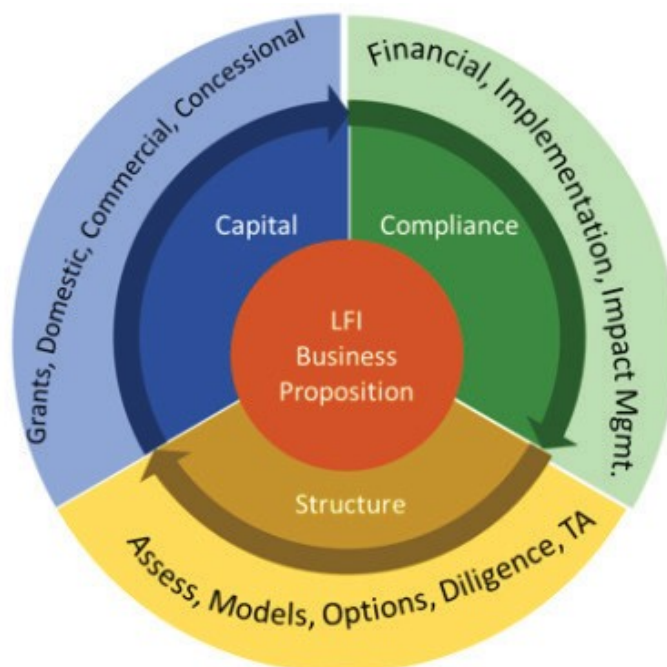 Grants, Domestic, Commercial, Concessional
Financial, Implementation, Impact Mgmt.
Capital
Compliance
LFI
Business
Proposition
Structure
Assess, Models, Options, Diligence, TA